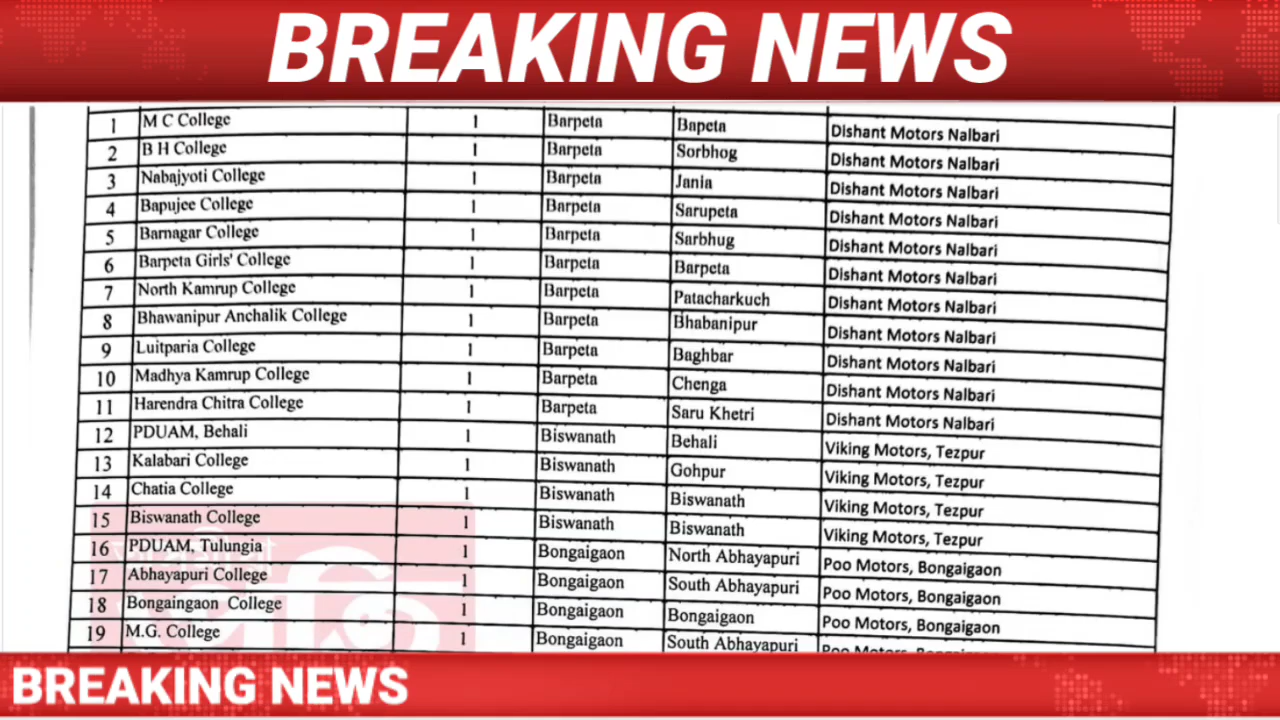 BREAKING NEWS
1 M C College 1 Barpeta Bapeta Dishant Motors Nalbari
2 B H College 1 Barpeta Sorbhog Dishant Motors Nalbari
3 Nabajyoti College 1 Barpeta Jania Dishant Motors Nalbari
4 Bapujee College 1 Barpeta Sarupeta Dishant Motors Nalbari
5 Barnagar College 1 Barpeta Sarbhug Dishant Motors Nalbari
6 Barpeta Girls' College 1 Barpeta Barpeta Dishant Motors Nalbari
7 North Kamrup College 1 Barpeta Patacharkuch Dishant Motors Nalbari
8 Bhawanipur Anchalik College 1 Barpeta Bhabanipur Dishant Motors Nalbari
9 Luitparia College 1 Barpeta Baghbar Dishant Motors Nalbari
10 Madhya Kamrup College 1 Barpeta Chenga Dishant Motors Nalbari
11 Harendra Chitra College 1 Barpeta Saru Khetri Dishant Motors Nalbari
12 PDUAM, Behali 1 Biswanath Behali Viking Motors, Tezpur
13 Kalabari College 1 Biswanath Gohpur Viking Motors, Tezpur
14 Chatia College 1 Biswanath Biswanath Viking Motors, Tezpur
15 Biswanath College 1 Biswanath Biswanath Viking Motors, Tezpur
16 PDUAM, Tulungia 1 Bongaigaon North Abhayapuri Poo Motors, Bongaigaon
17 Abhayapuri College 1 Bongaigaon South Abhayapuri Poo Motors, Bongaigaon
18 Bongaingaon College 1 Bongaigaon Bongaigaon Poo Motors, Bongaigaon
19 M.G. College 1 Bongaigaon South Abhayapuri Poo Motors, Bongaigaon
BREAKING NEWS